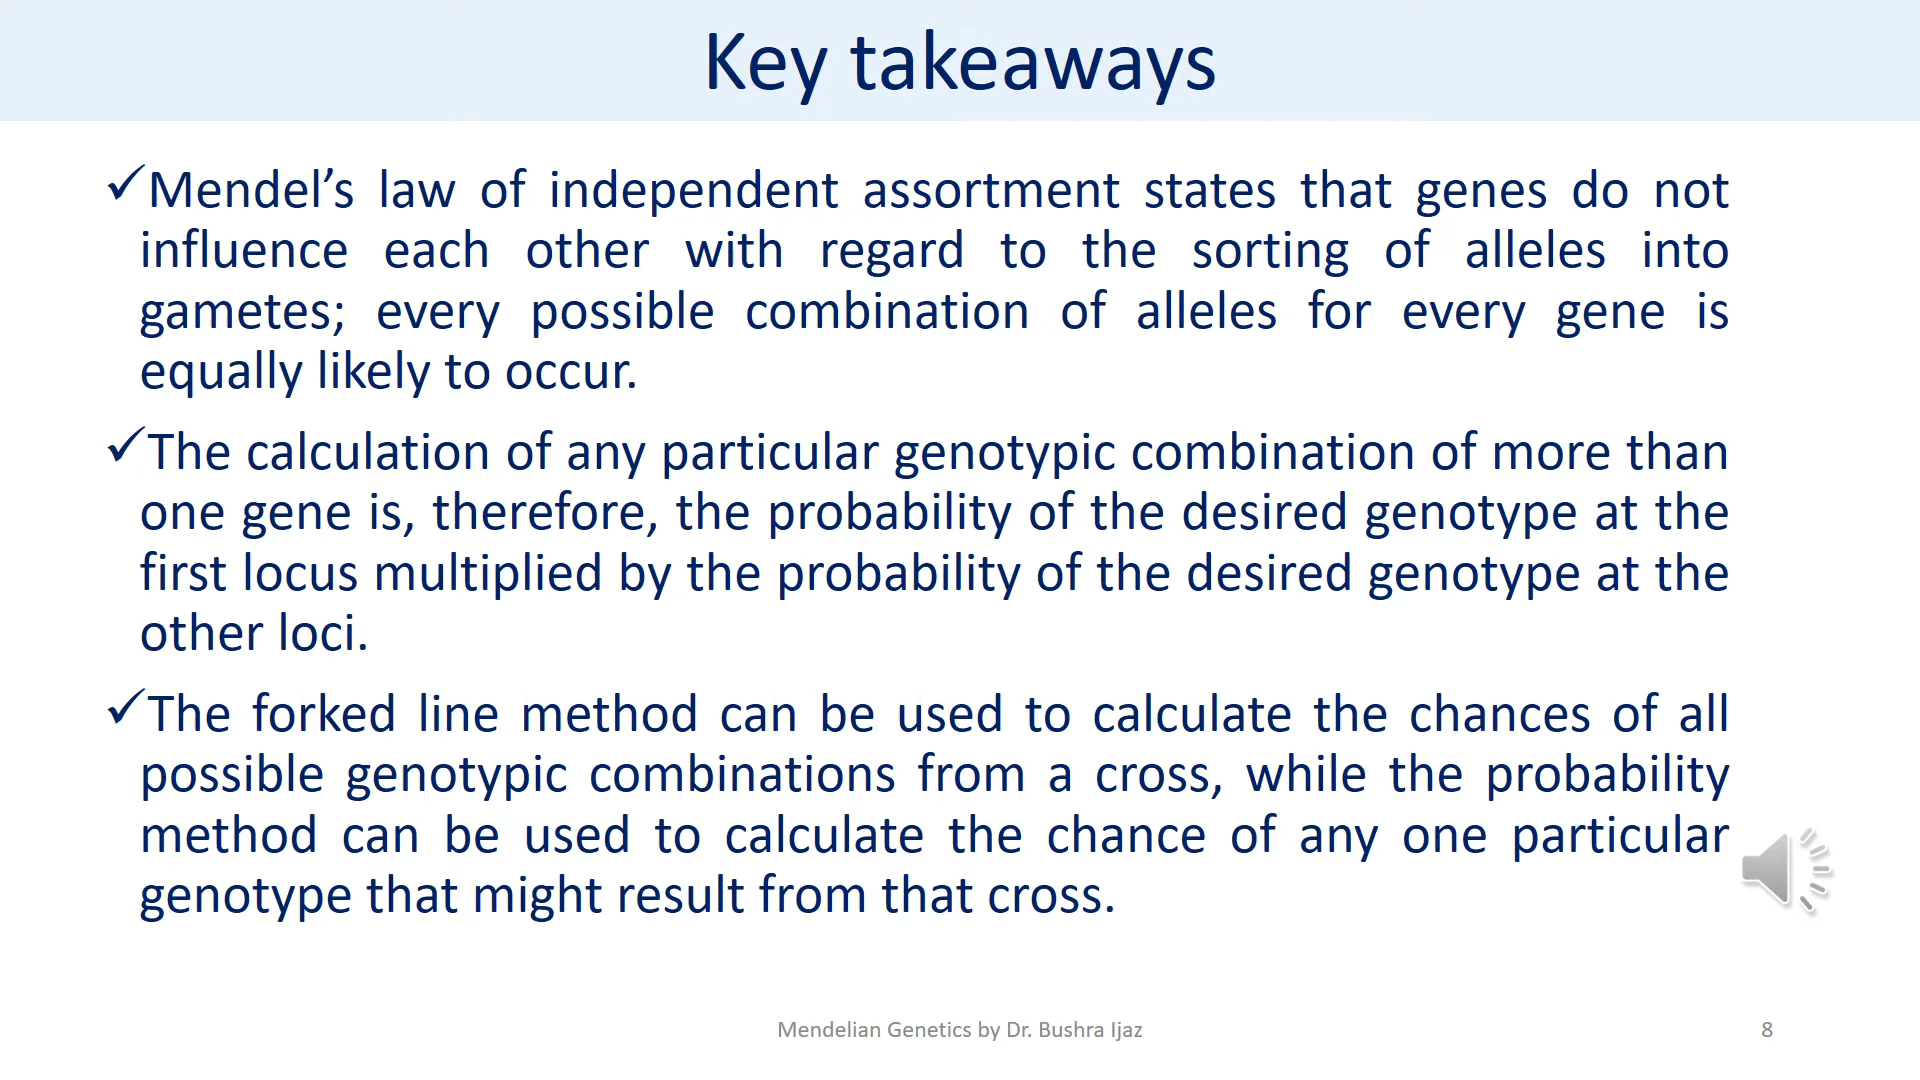 Key takeaways
✓Mendel’s law of independent assortment states that genes do not
influence each other with regard to the sorting of alleles into
gametes; every possible combination of alleles for every gene is
equally likely to occur.
✓The calculation of any particular genotypic combination of more than
one gene is, therefore, the probability of the desired genotype at the
first locus multiplied by the probability of the desired genotype at the
other loci.
✓The forked line method can be used to calculate the chances of all
possible genotypic combinations from a cross, while the probability
method can be used to calculate the chance of any one particular
genotype that might result from that cross.
Mendelian Genetics by Dr. Bushra Ijaz
8